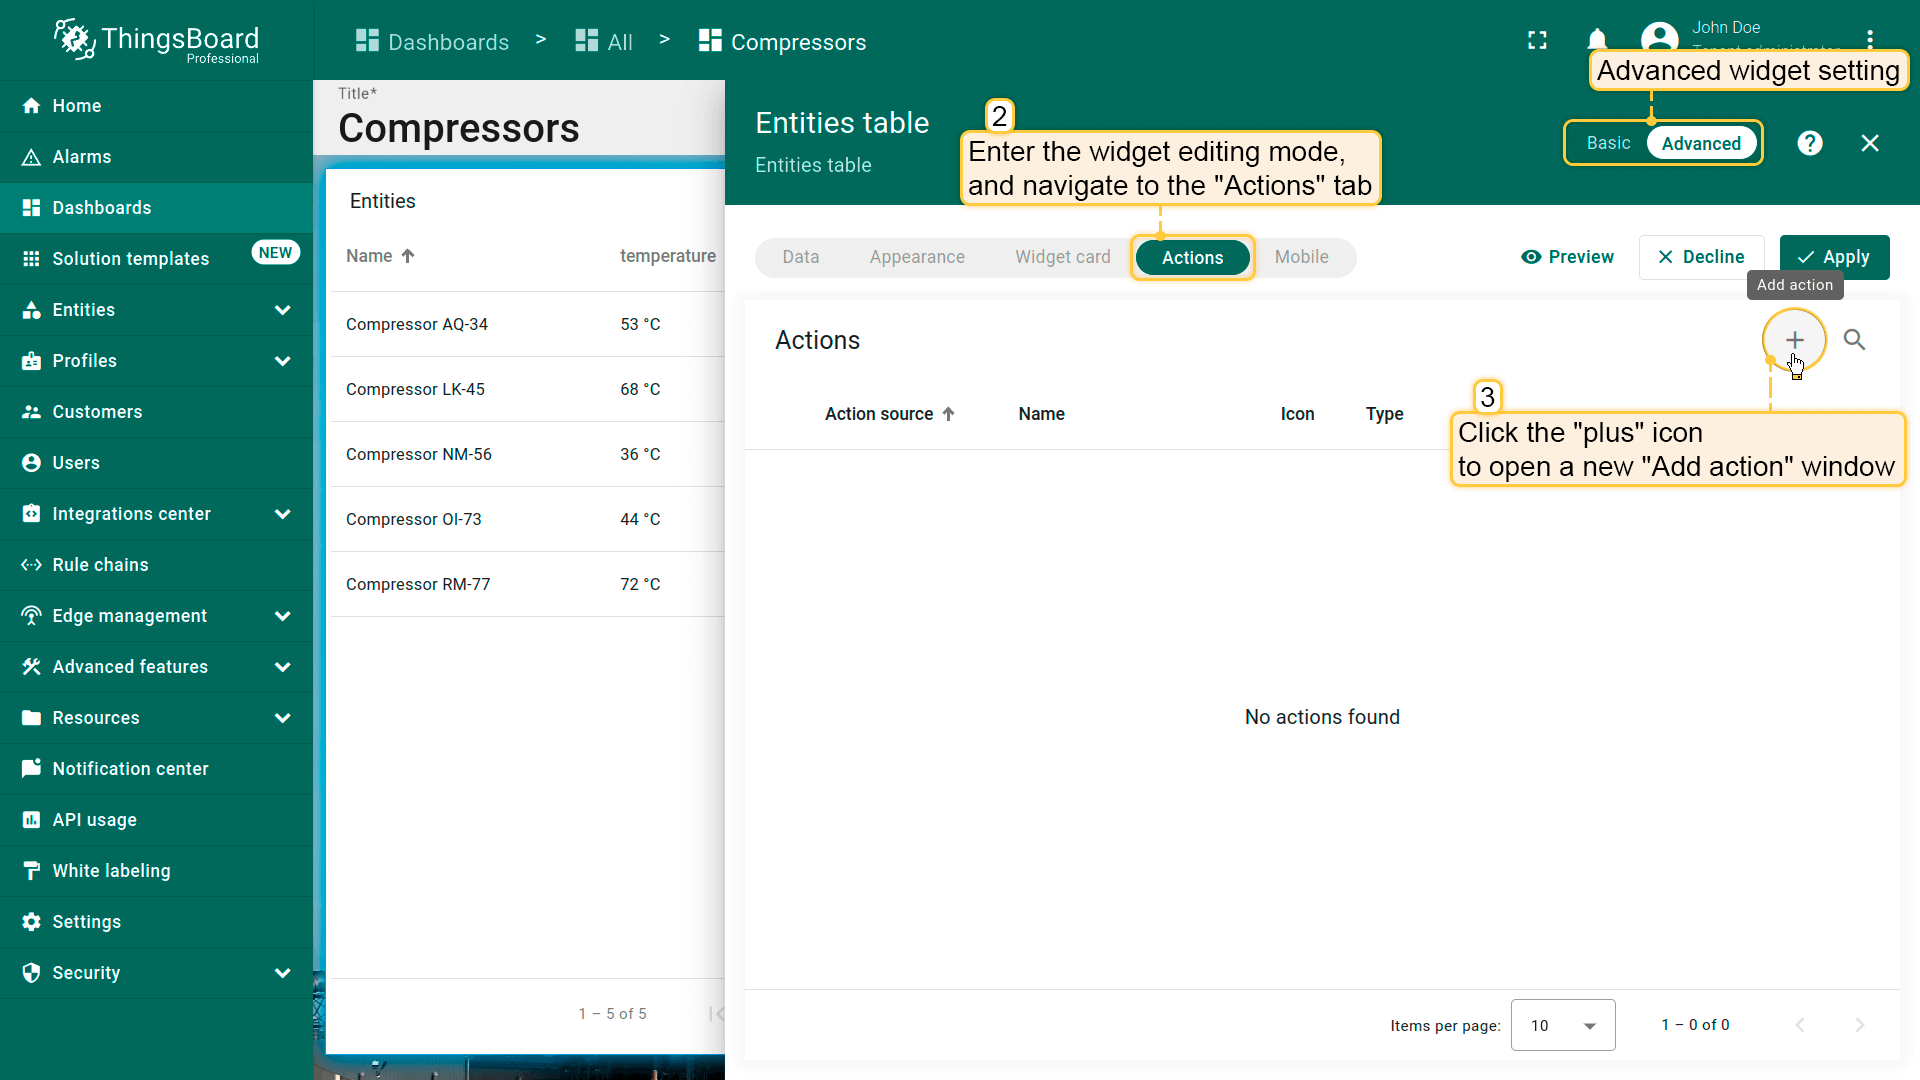 ThingsBoard
Professional
Home
Alarms
Dashboards
Solution templates
NEW
Entities
Profiles
Customers
Users
Integrations center
Rule chains
Edge management
Advanced features
Resources
Notification center
API usage
White labeling
Settings
Security
Dashboards > All > Compressors
John Doe
Tenant administrator
Advanced widget setting
Title*
Compressors
Entities
Name
temperature
Compressor AQ-34 53 °C
Compressor LK-45 68 °C
Compressor NM-56 36 °C
Compressor OI-73 44 °C
Compressor RM-77 72 °C
1 – 5 of 5
Entities table
Entities table
2
Enter the widget editing mode,
and navigate to the "Actions" tab
Basic Advanced
?
Data Appearance Widget card Actions Mobile
Preview Decline Apply
Add action
Actions
Action source Name Icon Type
3
Click the "plus" icon
to open a new "Add action" window
No actions found
Items per page: 10 1 – 0 of 0